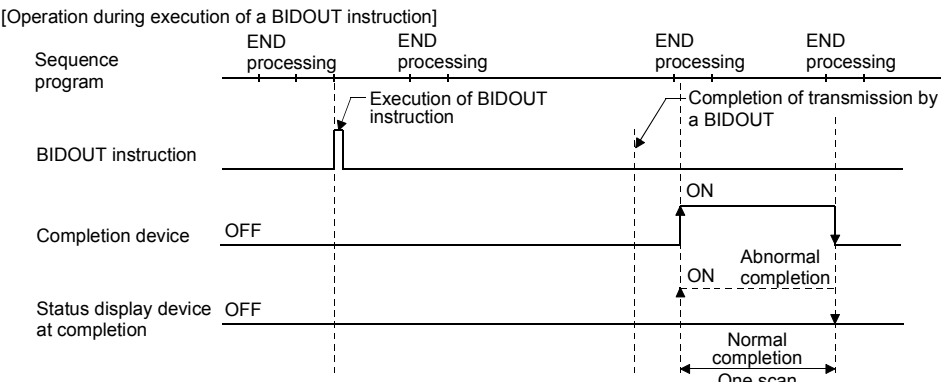 [Operation during execution of a BIDOUT instruction]
END
processing
END
processing
END
processing
END
processing
Sequence
program
Execution of BIDOUT
instruction
Completion of transmission by
a BIDOUT
BIDOUT instruction
ON
Completion device
OFF
Abnormal
completion
ON
Status display device
at completion
OFF
Normal
completion
One scan